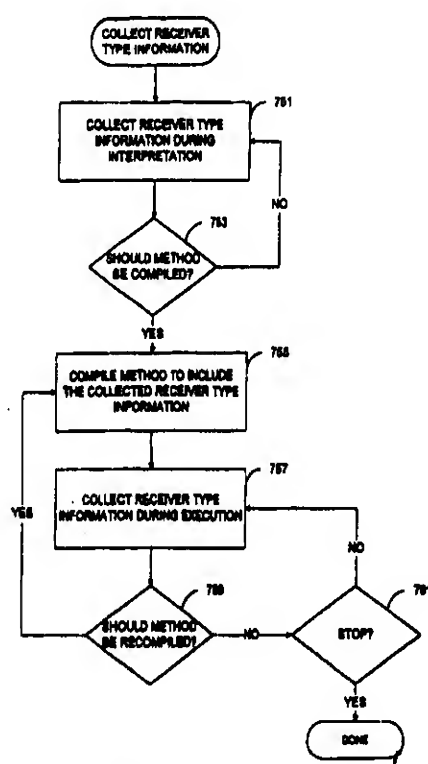 COLLECT RECEIVER
TYPE INFORMATION
751
COLLECT RECEIVER TYPE
INFORMATION DURING
INTERPRETATION
NO
753
SHOULD METHOD
BE COMPILED?
YES
755
COMPILE METHOD TO INCLUDE
THE COLLECTED RECEIVER TYPE
INFORMATION
757
COLLECT RECEIVER TYPE
INFORMATION DURING EXECUTION
YES
NO
759
761
SHOULD METHOD
BE RECOMPILED?
NO
STOP?
YES
DONE